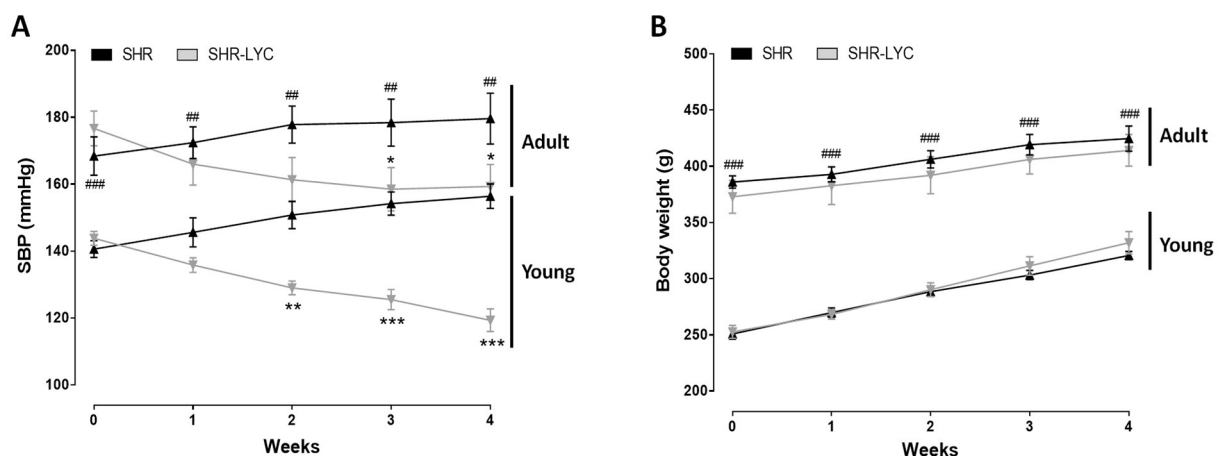 A
SHR SHR-LYC
SBP (mmHg)
200
180
160
140
120
100
## ## ## ##
###
* *
** *** ***
Adult
Young
0 1 2 3 4
Weeks
B
SHR SHR-LYC
Body weight (g)
500
450
400
350
300
250
200
### ### ### ### ###
Adult
Young
0 1 2 3 4
Weeks